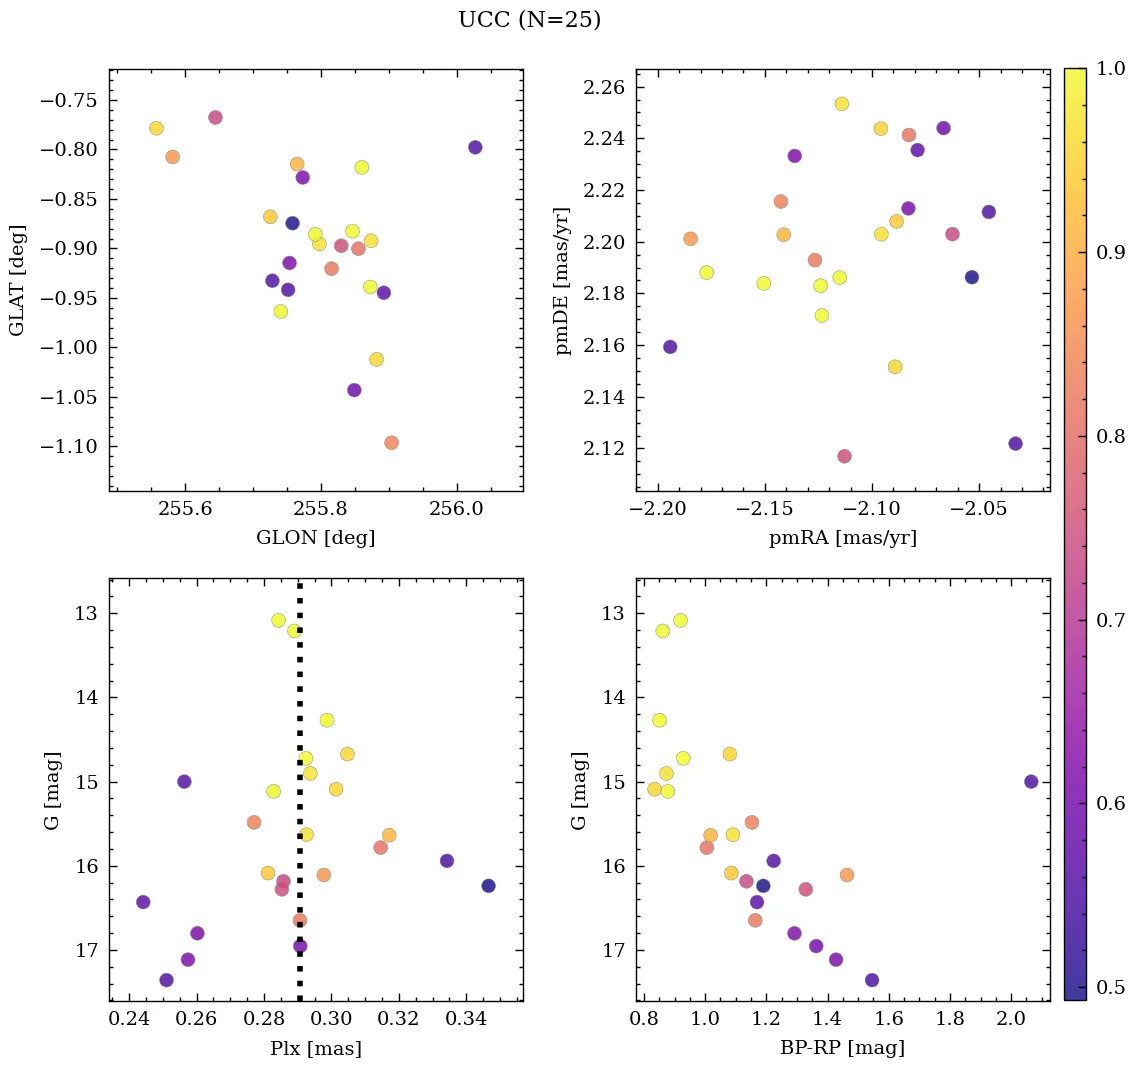 UCC (N=25)
−0.75
−0.80
−0.85
−0.90
−0.95
−1.00
−1.05
−1.10
GLAT [deg]
255.6 255.8 256.0
GLON [deg]
2.26
2.24
2.22
2.20
2.18
2.16
2.14
2.12
pmDE [mas/yr]
−2.20 −2.15 −2.10 −2.05
pmRA [mas/yr]
13
14
15
16
17
G [mag]
0.24 0.26 0.28 0.30 0.32 0.34
Plx [mas]
13
14
15
16
17
G [mag]
0.8 1.0 1.2 1.4 1.6 1.8 2.0
BP-RP [mag]
1.0
0.9
0.8
0.7
0.6
0.5